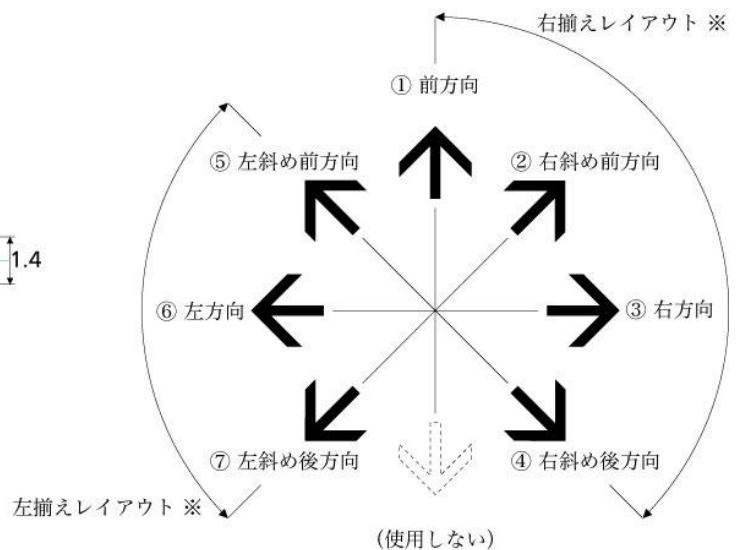 右揃えレイアウト ※
① 前方向
⑤ 左斜め前方向
② 右斜め前方向
1.4
⑥ 左方向
③ 右方向
⑦ 左斜め後方向
④ 右斜め後方向
左揃えレイアウト ※
(使用しない)